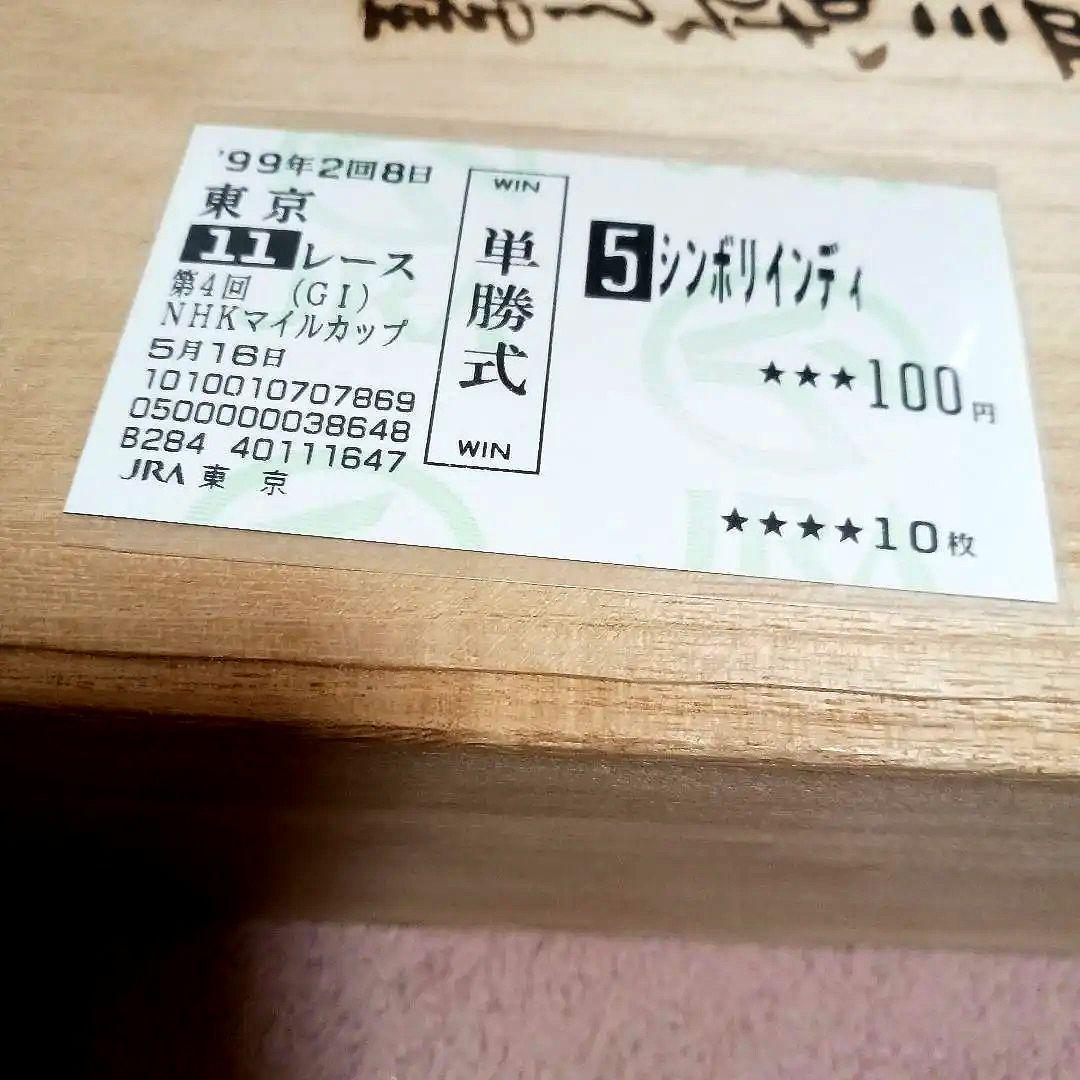 '99年2回8日
東京
11レース
第4回 (GI)
NHKマイルカップ
5月16日
1010010707869
0500000038648
B284 40111647
JRA 東京
WIN
単勝式
WIN
5 シンボリインディ
★★★100円
★★★★10枚